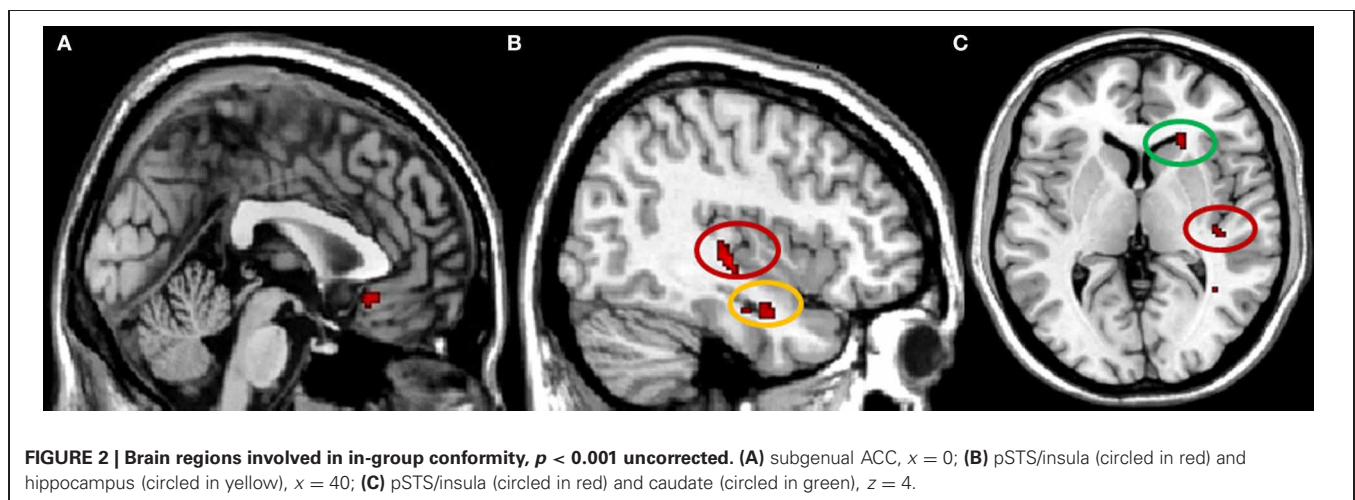 A
B
C
FIGURE 2 | Brain regions involved in in-group conformity, p < 0.001 uncorrected. (A) subgenual ACC, x = 0; (B) pSTS/insula (circled in red) and
hippocampus (circled in yellow), x = 40; (C) pSTS/insula (circled in red) and caudate (circled in green), z = 4.